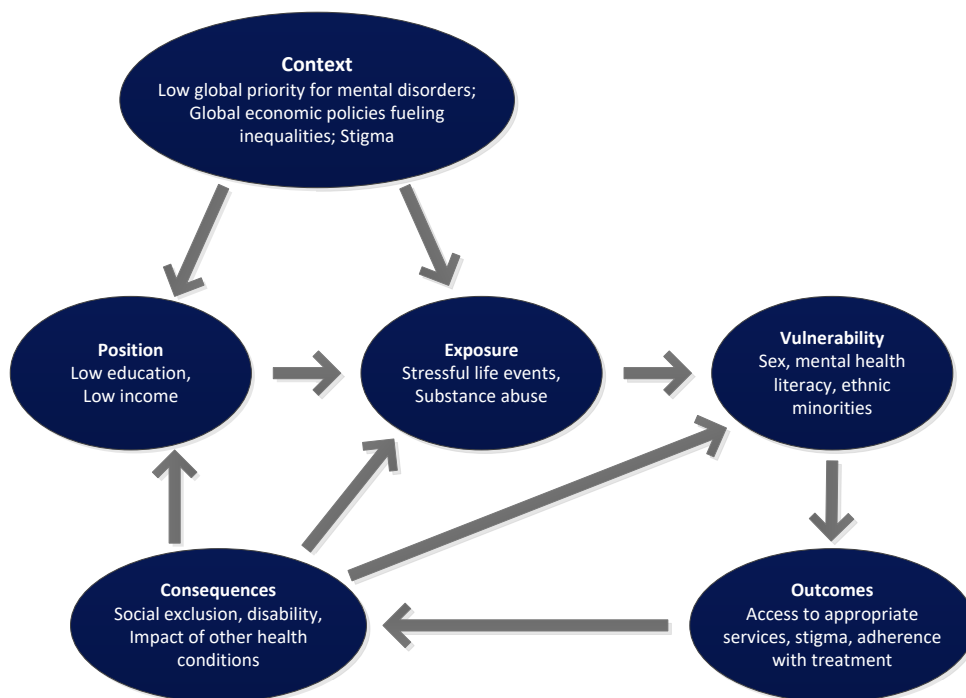 Context
Low global priority for mental disorders;
Global economic policies fueling
inequalities; Stigma
Position
Low education,
Low income
Exposure
Stressful life events,
Substance abuse
Vulnerability
Sex, mental health
literacy, ethnic
minorities
Consequences
Social exclusion, disability,
Impact of other health
conditions
Outcomes
Access to appropriate
services, stigma, adherence
with treatment